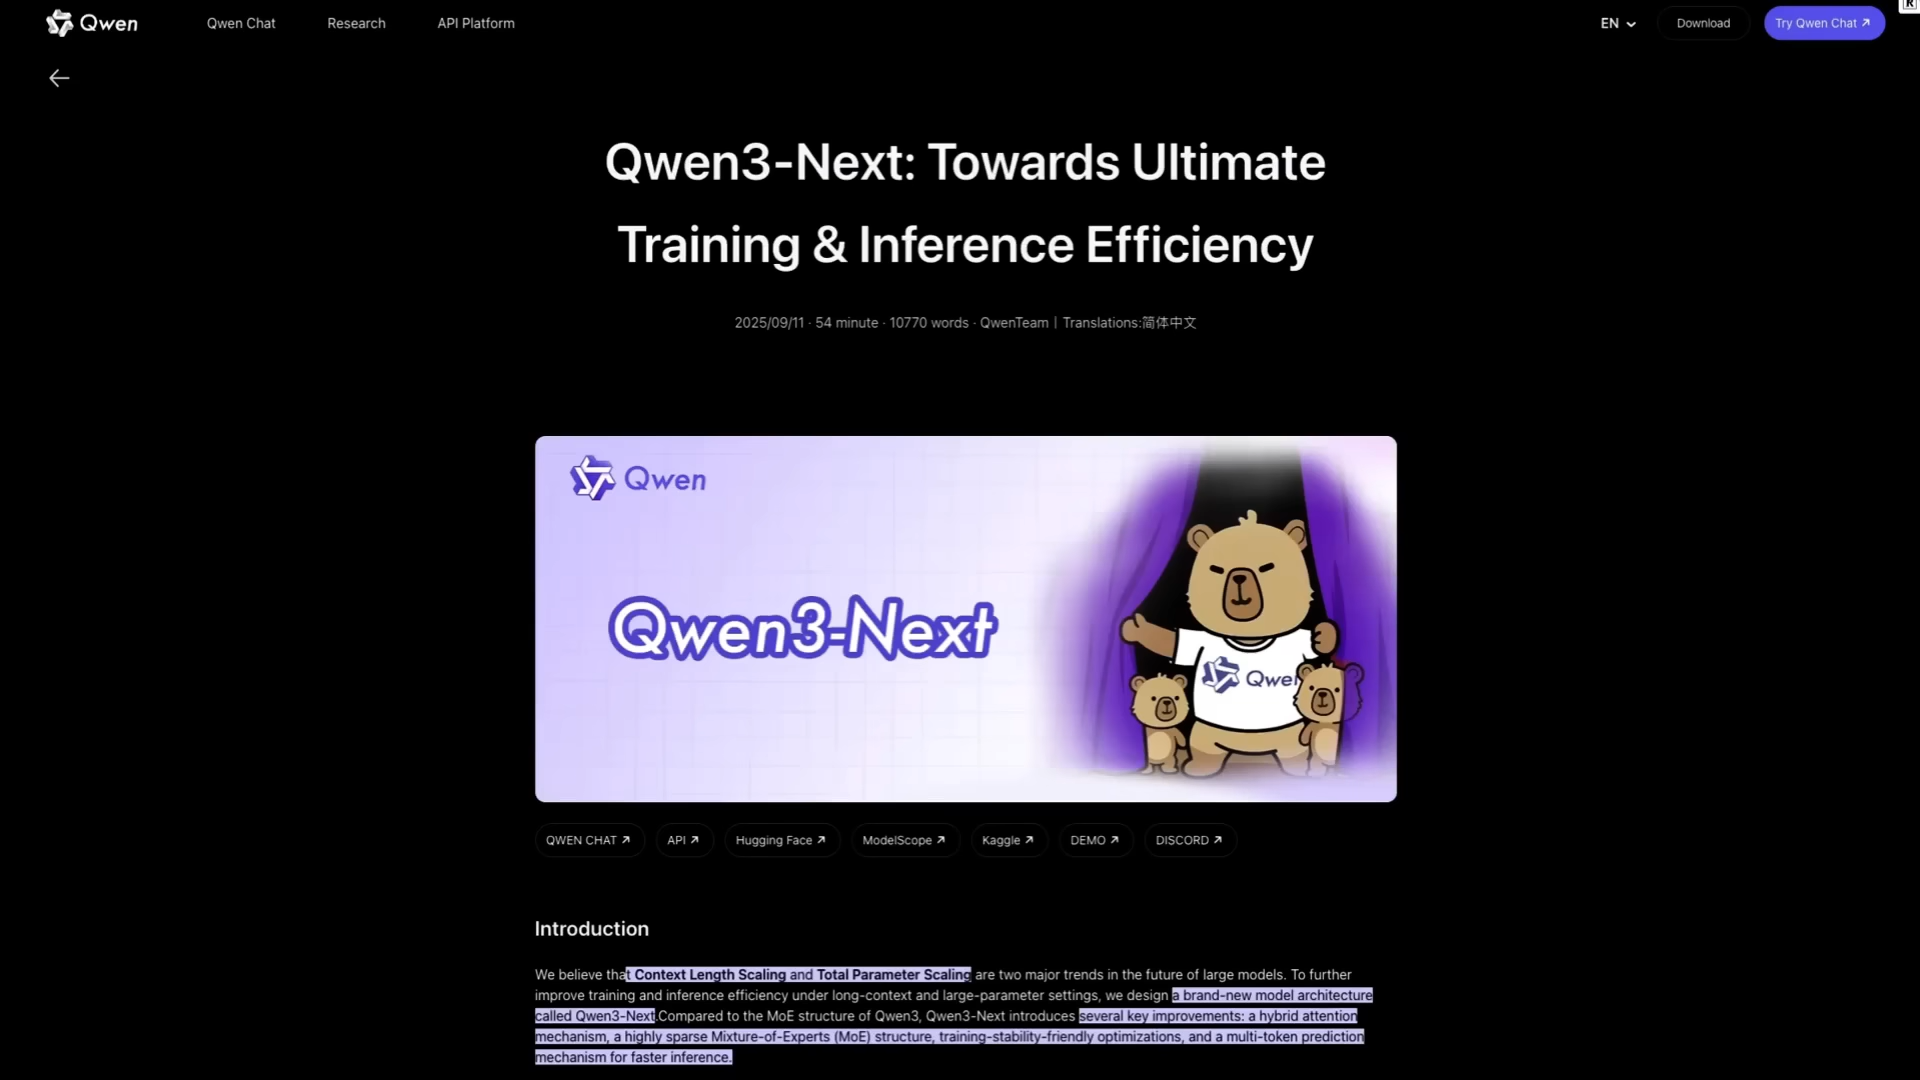 Qwen
Qwen Chat
Research
API Platform
EN
Download
Try Qwen Chat
Qwen3-Next: Towards Ultimate
Training & Inference Efficiency
2025/09/11 · 54 minute · 10770 words · QwenTeam | Translations:简体中文
Qwen
Qwen3-Next
Qwen
QWEN CHAT
API
Hugging Face
ModelScope
Kaggle
DEMO
DISCORD
Introduction
We believe that Context Length Scaling and Total Parameter Scaling are two major trends in the future of large models. To further
improve training and inference efficiency under long-context and large-parameter settings, we design a brand-new model architecture
called Qwen3-Next.Compared to the MoE structure of Qwen3, Qwen3-Next introduces several key improvements: a hybrid attention
mechanism, a highly sparse Mixture-of-Experts (MoE) structure, training-stability-friendly optimizations, and a multi-token prediction
mechanism for faster inference.